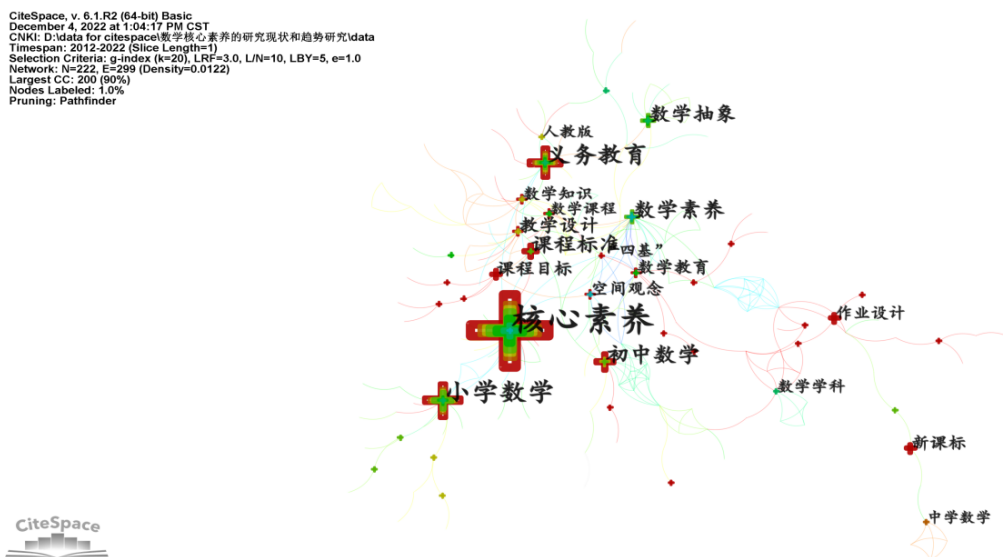 CiteSpace, v. 6.1.R2 (64-bit) Basic
December 4, 2022 at 1:04:17 PM CST
CNKI: D:\data for citespace\数学核心素养的研究现状和趋势研究\data
Timespan: 2012-2022 (Slice Length=1)
Selection Criteria: g-index (k=20), LRF=3.0, L/N=10, LBY=5, e=1.0
Network: N=222, E=299 (Density=0.0122)
Largest CC: 200 (90%)
Nodes Labeled: 1.0%
Pruning: Pathfinder
数学抽象
人教版
义务教育
数学知识
数学课程
数学素养
教学设计
课程标准
“四基”
课程目标
数学教育
空间观念
核心素养
作业设计
初中数学
小学数学
数学学科
新课标
中学数学
CiteSpace